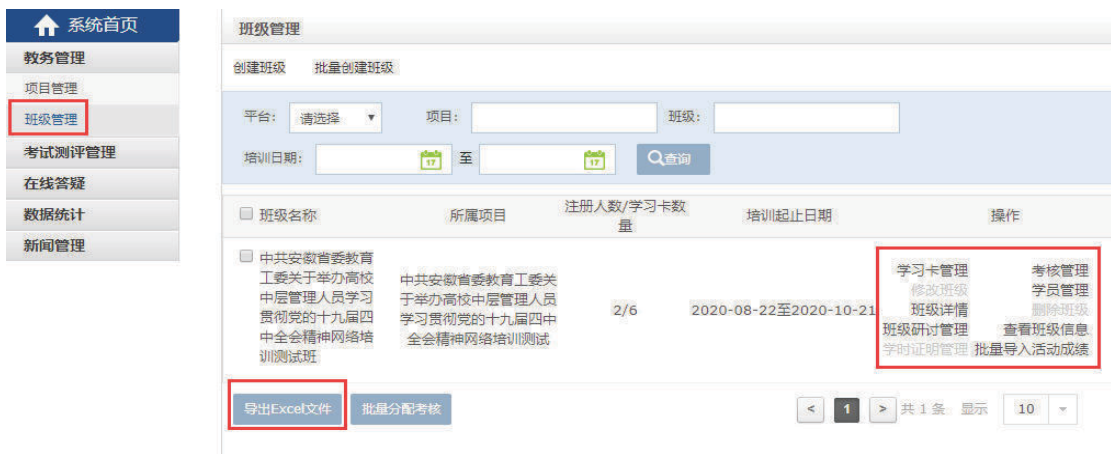 系统首页
教务管理
项目管理
班级管理
考试测评管理
在线答疑
数据统计
新闻管理
班级管理
创建班级 批量创建班级
平台: 请选择 项目: 班级:
培训日期: 17 至 17 查询
班级名称 所属项目 注册人数/学习卡数 培训起止日期 操作
量
中共安徽省委教育
工委关于举办高校
中层管理人员学习
贯彻党的十九届四
中全会精神网络培
训测试班
中共安徽省委教育工委关
于举办高校中层管理人员
学习贯彻党的十九届四中
全会精神网络培训测试
2/6
2020-08-22至2020-10-21
学习卡管理 考核管理
修改班级 学员管理
班级详情 删除班级
班级研讨管理 查看班级信息
学时证明管理 批量导入活动成绩
导出Excel文件 批量分配考核
< 1 > 共 1 条 显示 10